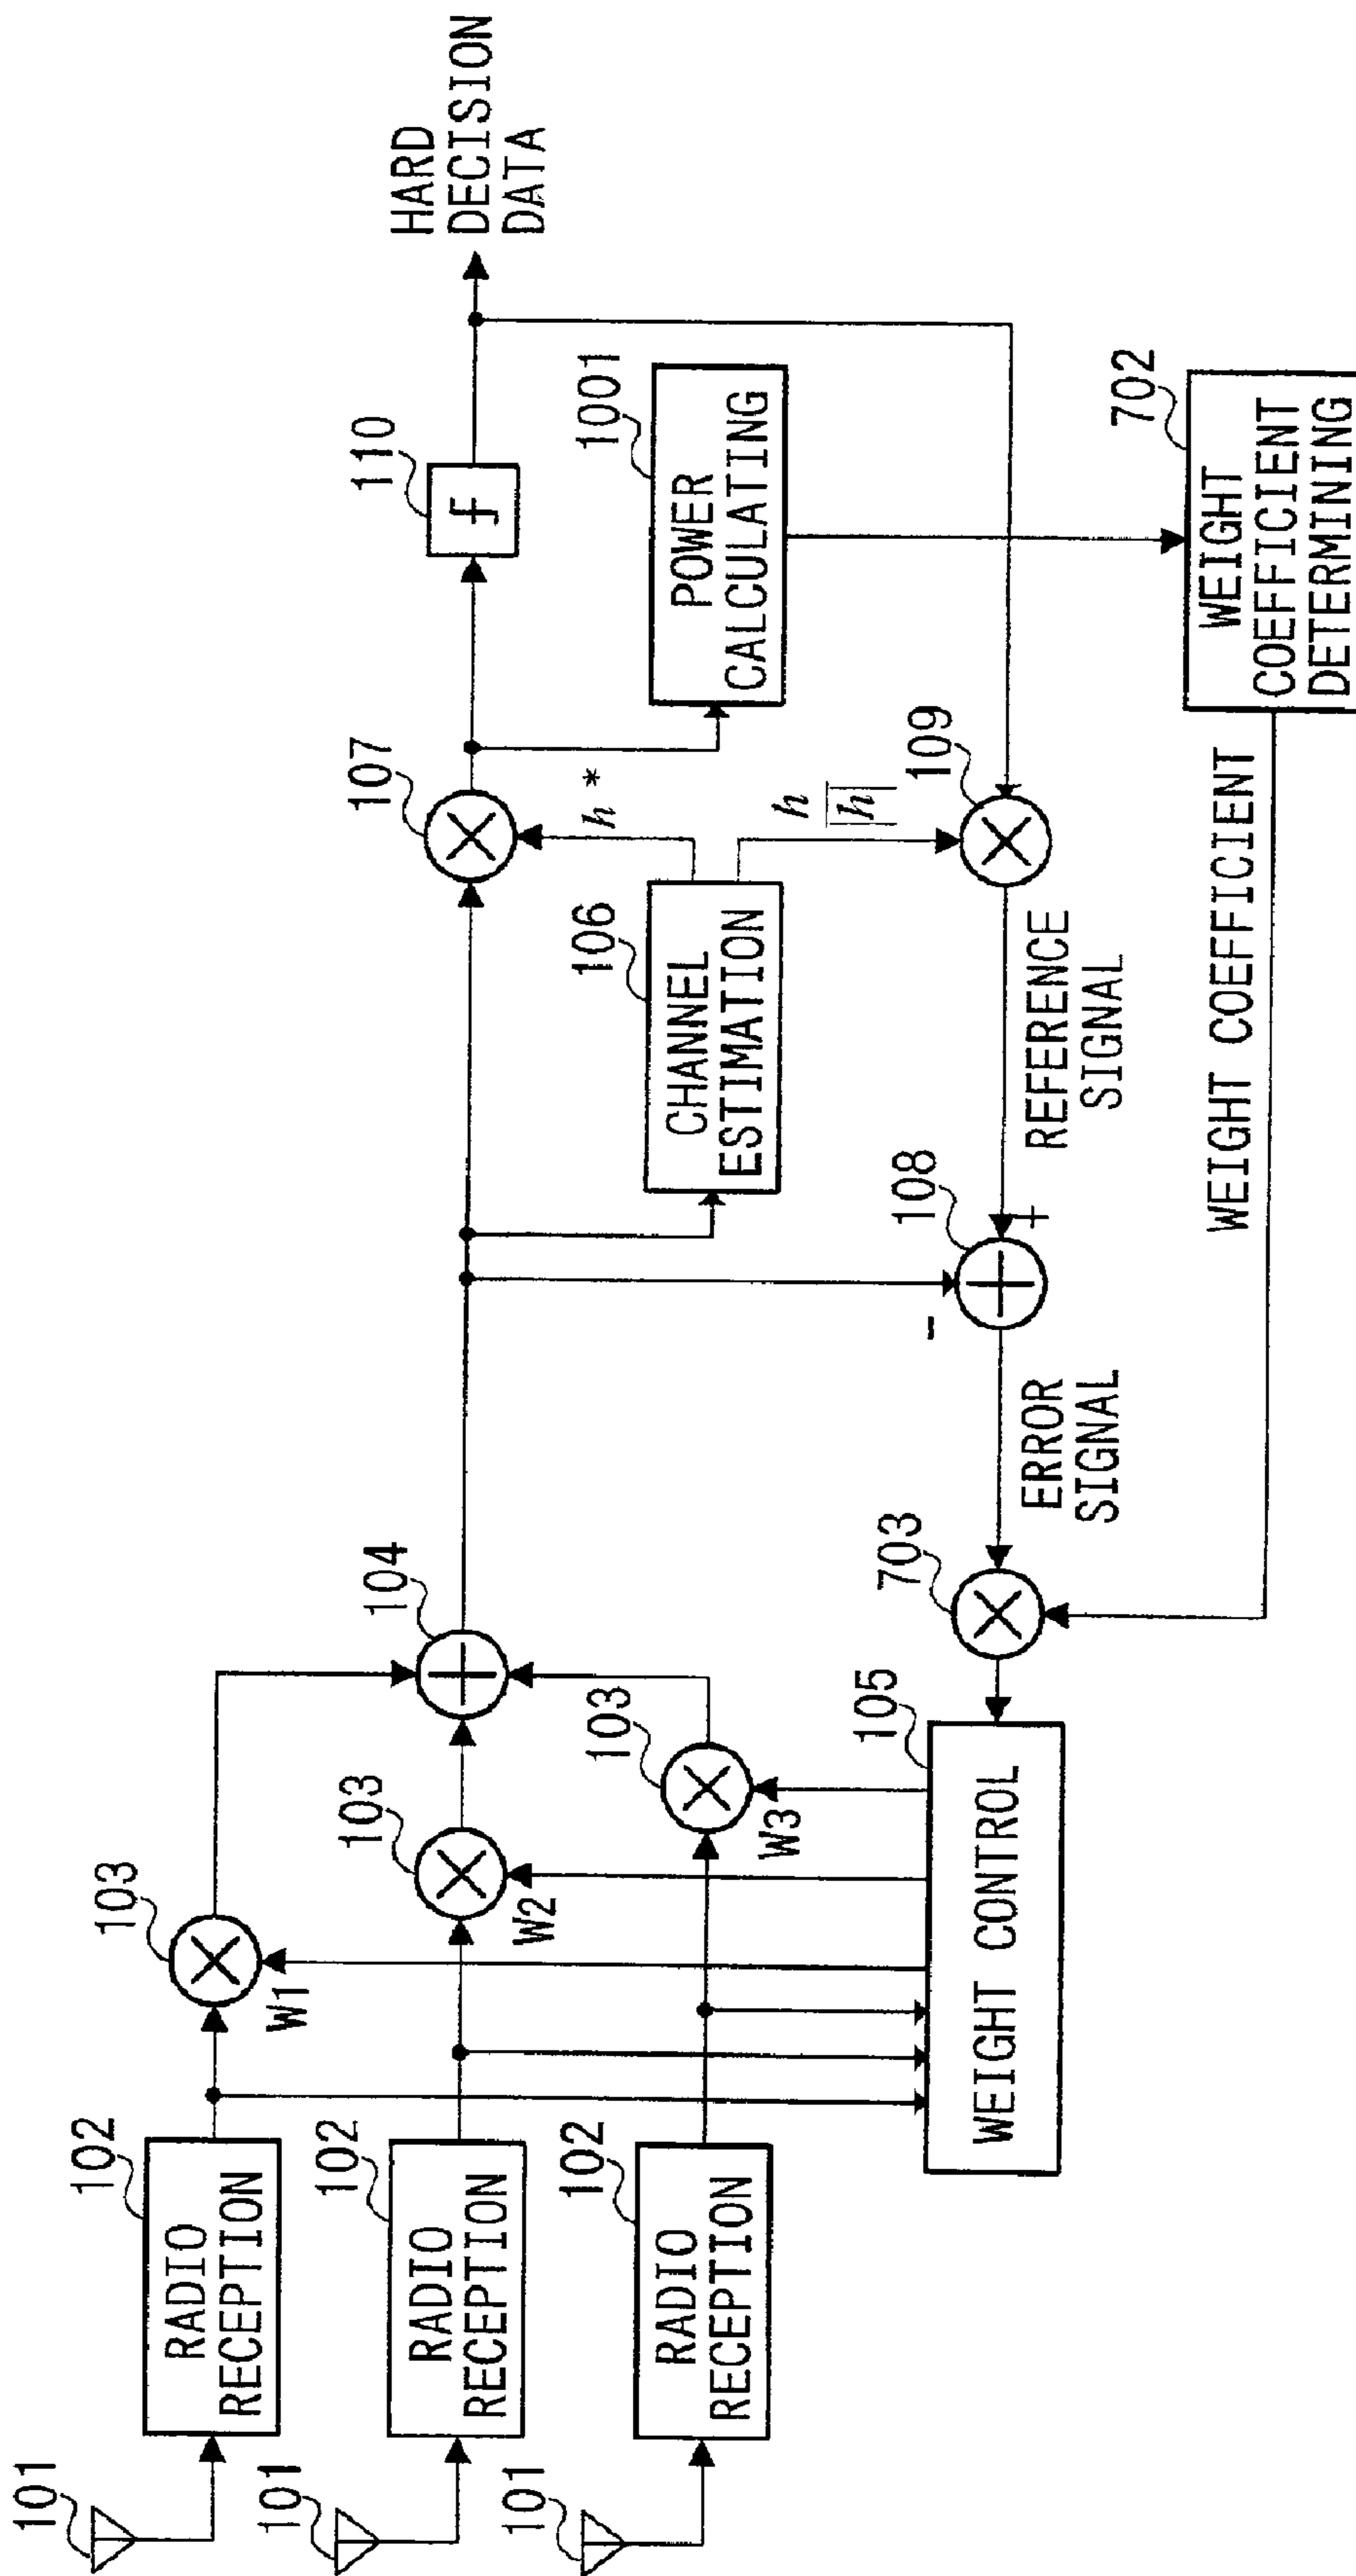 101
102
RADIO
RECEPTION
103
W1
101
102
RADIO
RECEPTION
103
W2
101
102
RADIO
RECEPTION
103
W3
104
105
WEIGHT CONTROL
703
ERROR
SIGNAL
108
-
+
REFERENCE
SIGNAL
106
CHANNEL
ESTIMATION
107
h *
h
|h|
109
110
HARD
DECISION
DATA
1001
POWER
CALCULATING
702
WEIGHT
COEFFICIENT
DETERMINING
WEIGHT COEFFICIENT